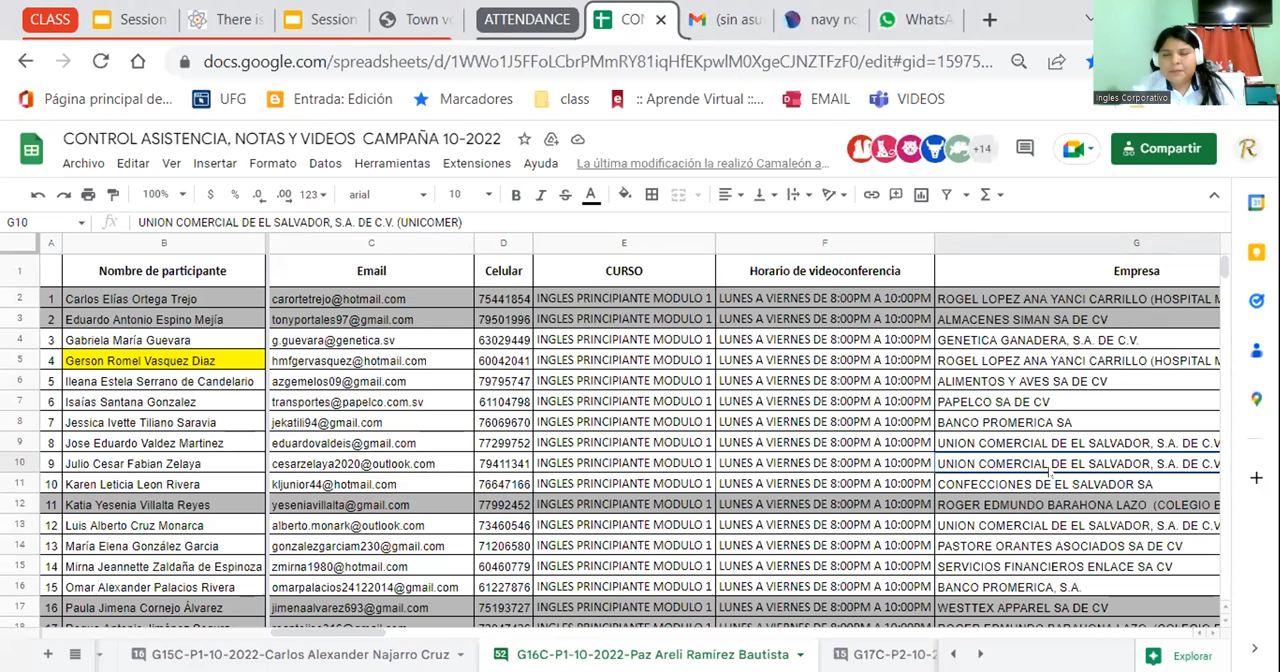 CLASS Session There is Session Town v ATTENDANCE CON (sin asu navy no WhatsA
docs.google.com/spreadsheets/d/1WWo1J5FFoLCbrPMmRY81iqHfEKpwlM0XgeCJNZTFzF0/edit#gid=15975...
Ingles Corporativo
Página principal de... UFG Entrada: Edición Marcadores class :: Aprende Virtual ::... EMAIL VIDEOS
CONTROL ASISTENCIA, NOTAS Y VIDEOS CAMPAÑA 10-2022
+14 Compartir
Archivo Editar Ver Insertar Formato Datos Herramientas Extensiones Ayuda La última modificación la realizó Camaleón a...
100% $ % .0 .00 123 arial 10 B I S A
G10 fx UNION COMERCIAL DE EL SALVADOR, S.A. DE C.V. (UNICOMER)
A B C D E F G
1 Nombre de participante Email Celular CURSO Horario de videoconferencia Empresa
2 1 Carlos Elías Ortega Trejo carortetrejo@hotmail.com 75441854 INGLES PRINCIPIANTE MODULO 1 LUNES A VIERNES DE 8:00PM A 10:00PM ROGEL LOPEZ ANA YANCI CARRILLO (HOSPITAL M
3 2 Eduardo Antonio Espino Mejía tonyportales97@gmail.com 79501996 INGLES PRINCIPIANTE MODULO 1 LUNES A VIERNES DE 8:00PM A 10:00PM ALMACENES SIMAN SA DE CV
4 3 Gabriela María Guevara g.guevara@genetica.sv 63029449 INGLES PRINCIPIANTE MODULO 1 LUNES A VIERNES DE 8:00PM A 10:00PM GENETICA GANADERA, S.A. DE C.V.
5 4 Gerson Romel Vasquez Diaz hmfgervasquez@hotmail.com 60042041 INGLES PRINCIPIANTE MODULO 1 LUNES A VIERNES DE 8:00PM A 10:00PM ROGEL LOPEZ ANA YANCI CARRILLO (HOSPITAL M
6 5 Ileana Estela Serrano de Candelario azgemelos09@gmail.com 79795747 INGLES PRINCIPIANTE MODULO 1 LUNES A VIERNES DE 8:00PM A 10:00PM ALIMENTOS Y AVES SA DE CV
7 6 Isaías Santana Gonzalez transportes@papelco.com.sv 61104798 INGLES PRINCIPIANTE MODULO 1 LUNES A VIERNES DE 8:00PM A 10:00PM PAPELCO SA DE CV
8 7 Jessica Ivette Tiliano Saravia jekatili94@gmail.com 76069670 INGLES PRINCIPIANTE MODULO 1 LUNES A VIERNES DE 8:00PM A 10:00PM BANCO PROMERICA SA
9 8 Jose Eduardo Valdez Martinez eduardovaldeis@gmail.com 77299752 INGLES PRINCIPIANTE MODULO 1 LUNES A VIERNES DE 8:00PM A 10:00PM UNION COMERCIAL DE EL SALVADOR, S.A. DE C.V
10 9 Julio Cesar Fabian Zelaya cesarzelaya2020@outlook.com 79411341 INGLES PRINCIPIANTE MODULO 1 LUNES A VIERNES DE 8:00PM A 10:00PM UNION COMERCIAL DE EL SALVADOR, S.A. DE C.V
11 10 Karen Leticia Leon Rivera kljunior44@hotmail.com 76647166 INGLES PRINCIPIANTE MODULO 1 LUNES A VIERNES DE 8:00PM A 10:00PM CONFECCIONES DE EL SALVADOR SA
12 11 Katia Yesenia Villalta Reyes yeseniavillalta@gmail.com 77992452 INGLES PRINCIPIANTE MODULO 1 LUNES A VIERNES DE 8:00PM A 10:00PM ROGER EDMUNDO BARAHONA LAZO (COLEGIO E
13 12 Luis Alberto Cruz Monarca alberto.monark@outlook.com 73460546 INGLES PRINCIPIANTE MODULO 1 LUNES A VIERNES DE 8:00PM A 10:00PM UNION COMERCIAL DE EL SALVADOR, S.A. DE C.V
14 13 María Elena González Garcia gonzalezgarciam230@gmail.com 71206580 INGLES PRINCIPIANTE MODULO 1 LUNES A VIERNES DE 8:00PM A 10:00PM PASTORE ORANTES ASOCIADOS SA DE CV
15 14 Mirna Jeannette Zaldaña de Espinoza zmirna1980@hotmail.com 60460779 INGLES PRINCIPIANTE MODULO 1 LUNES A VIERNES DE 8:00PM A 10:00PM SERVICIOS FINANCIEROS ENLACE SA CV
16 15 Omar Alexander Palacios Rivera omarpalacios24122014@gmail.com 61227876 INGLES PRINCIPIANTE MODULO 1 LUNES A VIERNES DE 8:00PM A 10:00PM BANCO PROMERICA, S.A.
17 16 Paula Jimena Cornejo Álvarez jimenaalvarez693@gmail.com 75193727 INGLES PRINCIPIANTE MODULO 1 LUNES A VIERNES DE 8:00PM A 10:00PM WESTTEX APPAREL SA DE CV
16 G15C-P1-10-2022-Carlos Alexander Najarro Cruz 52 G16C-P1-10-2022-Paz Areli Ramirez Bautista 15 G17C-P2-10-2 Explorar